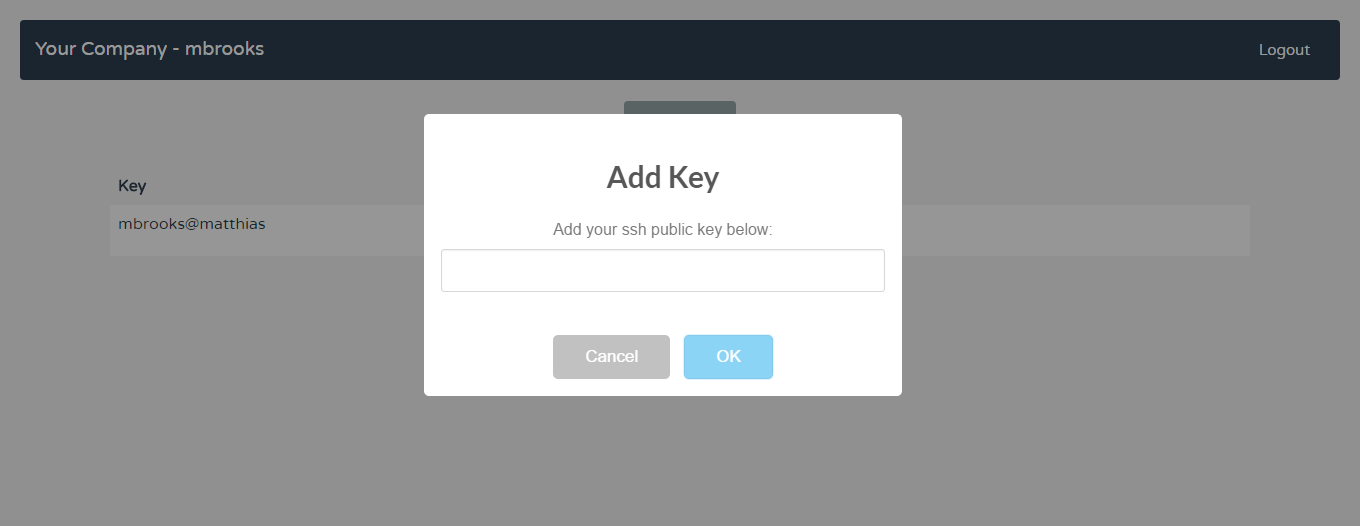 Your Company - mbrooks
Logout
Add Key
Key
mbrooks@matthias
Add your ssh public key below:
Cancel
OK